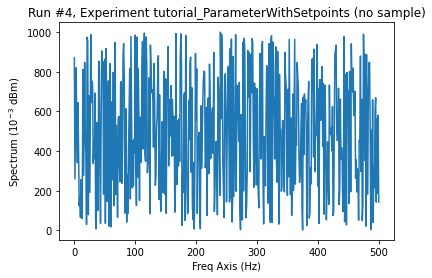 Run #4, Experiment tutorial_ParameterWithSetpoints (no sample)
1000
800
600
400
200
0
Spectrum (10⁻³ dBm)
0 100 200 300 400 500
Freq Axis (Hz)